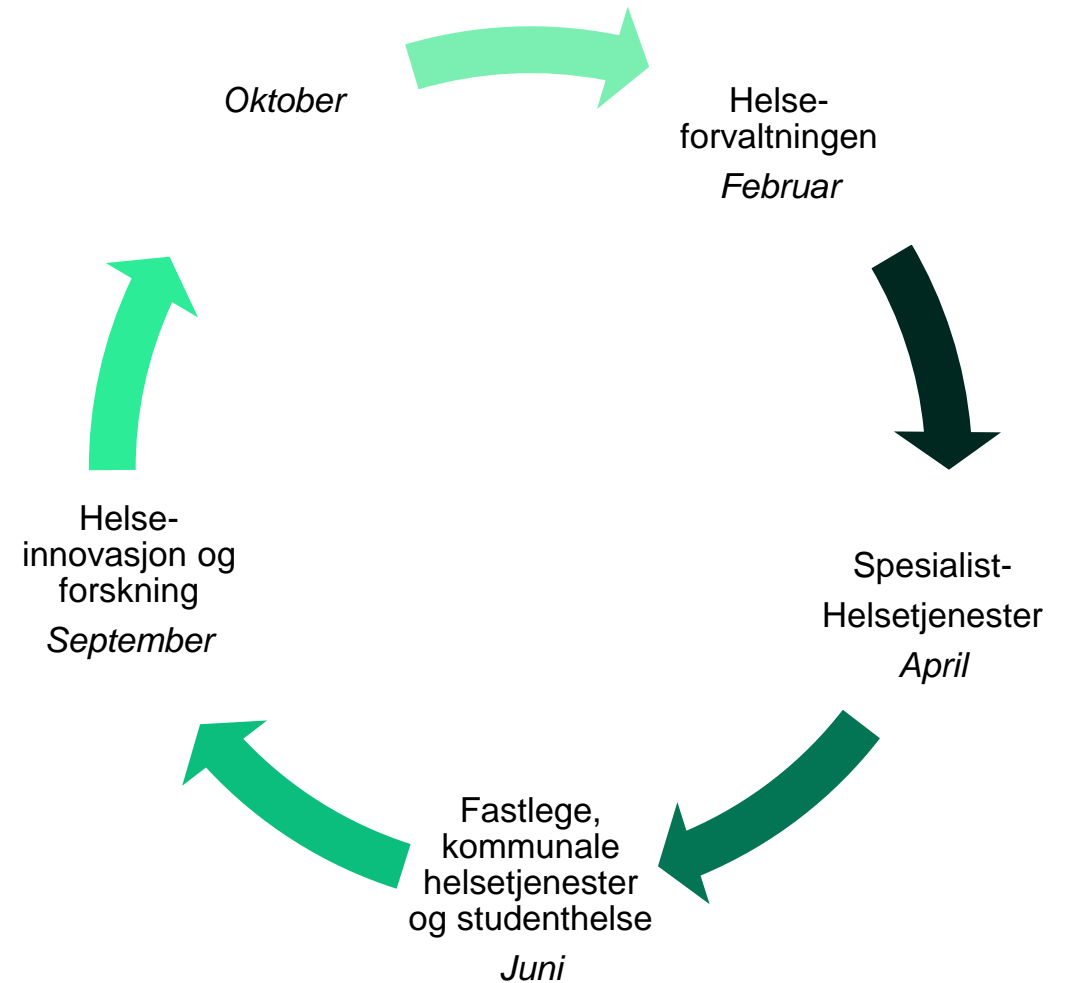 Oktober
Helse-
forvaltningen
Februar
Spesialist-
Helsetjenester
April
Fastlege,
kommunale
helsetjenester
og studenthelse
Juni
Helse-
innovasjon og
forskning
September